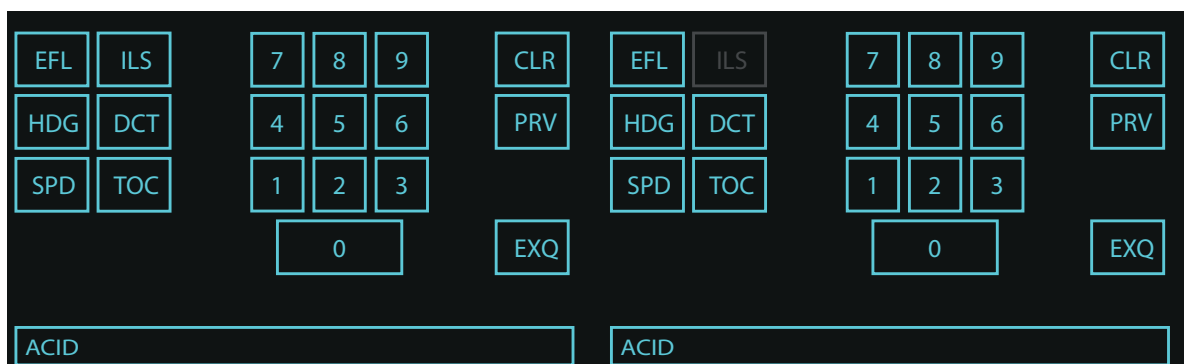 EFL ILS 7 8 9 CLR EFL ILS 7 8 9 CLR
HDG DCT 4 5 6 PRV HDG DCT 4 5 6 PRV
SPD TOC 1 2 3 SPD TOC 1 2 3
0 EXQ 0 EXQ
ACID ACID